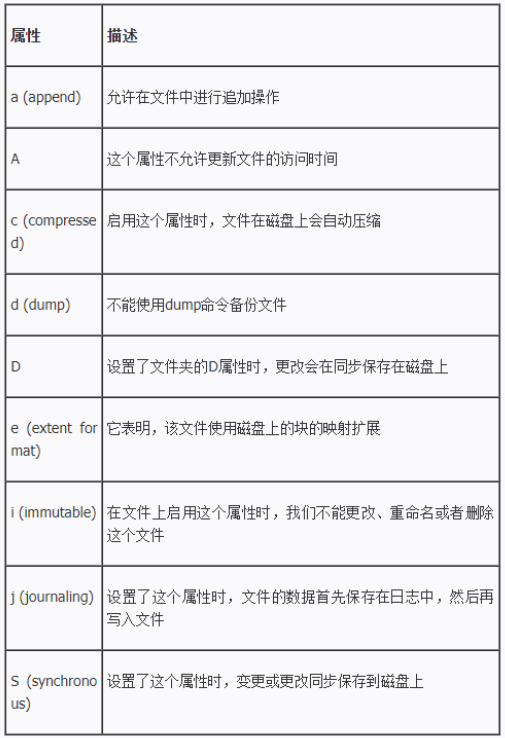 属性 描述
a (append) 允许在文件中进行追加操作
A 这个属性不允许更新文件的访问时间
c (compresse 启用这个属性时，文件在磁盘上会自动压缩
d)
d (dump) 不能使用dump命令备份文件
D 设置了文件夹的D属性时，更改会在同步保存在磁盘上
e (extent for 它表明，该文件使用磁盘上的块的映射扩展
mat)
i (immutable) 在文件上启用这个属性时，我们不能更改、重命名或者删除
这个文件
j (journaling) 设置了这个属性时，文件的数据首先保存在日志中，然后再
写入文件
S (synchrono 设置了这个属性时，变更或更改同步保存到磁盘上
us)